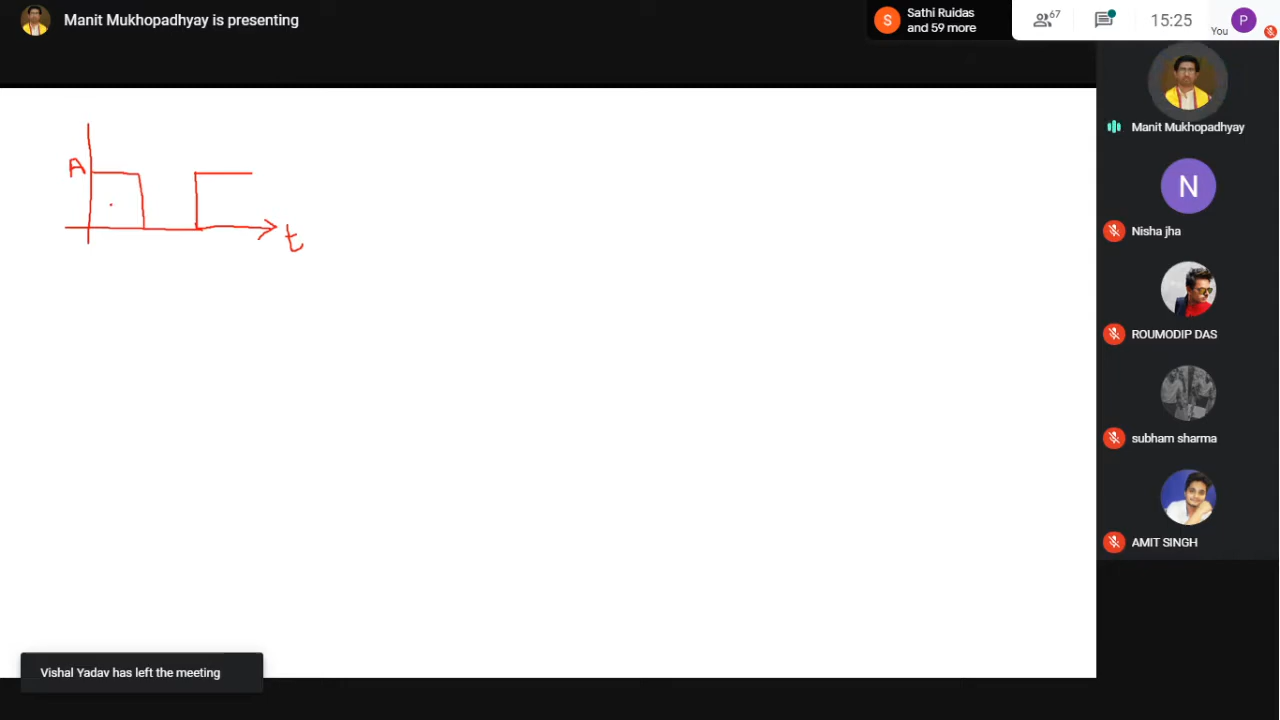 Manit Mukhopadhyay is presenting
Sathi Ruidas
and 59 more
S
67
15:25
You
P
A
t
Manit Mukhopadhyay
N
Nisha jha
ROUMODIP DAS
subham sharma
AMIT SINGH
Vishal Yadav has left the meeting